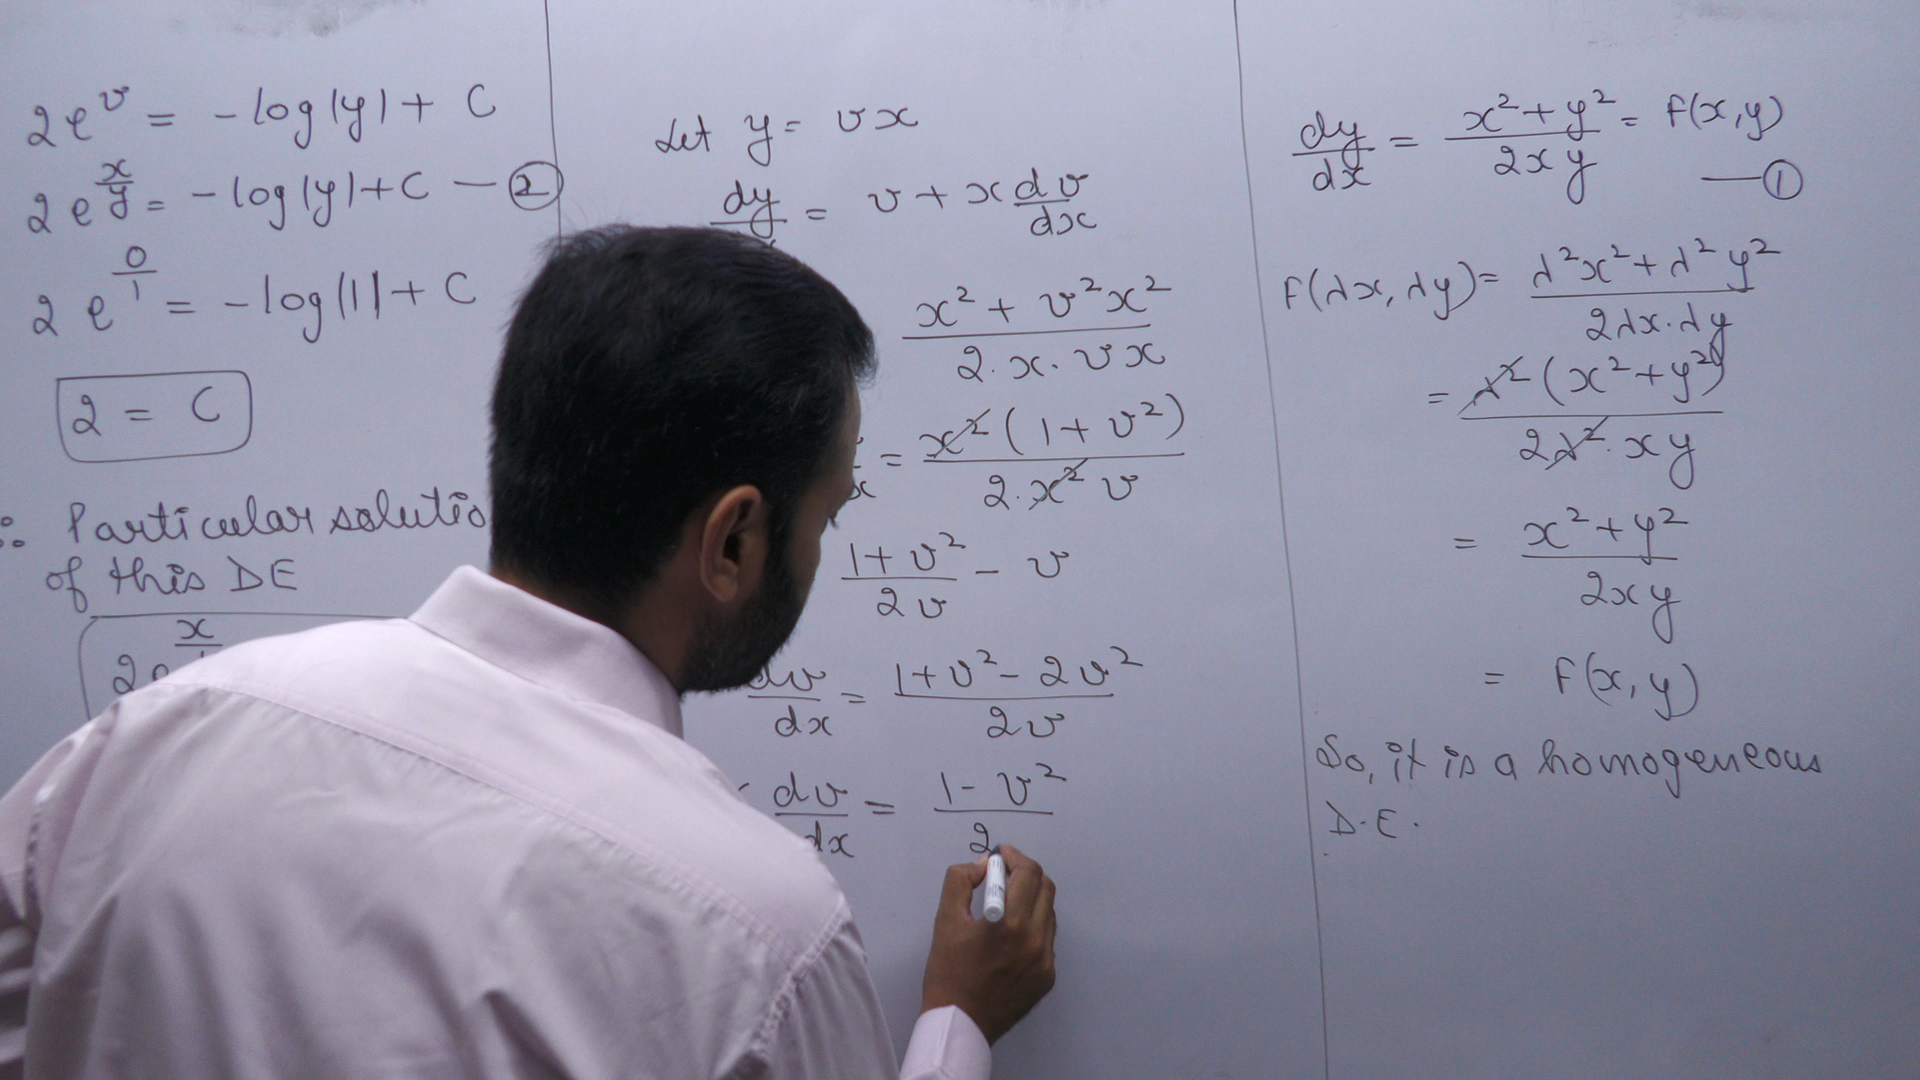 2e^v = -log|y| + C
2e^(x/y) = -log|y| + C — ②
2e^(0/1) = -log|1| + C
2 = C
∴ Particular solutio
of this DE
x
Let y = vx
dy/ = v + x dv/dx
(x² + v²x²)/(2.x.vx)
= x²(1+v²)/(2.x² v)
(1+v²)/(2v) - v
dv/dx = (1+v²-2v²)/(2v)
dv/dx = (1-v²)/2
dy/dx = (x²+y²)/(2xy) = F(x,y) — ①
F(λx, λy) = (λ²x²+λ²y²)/(2λx.λy)
= λ²(x²+y²)/(2λ².xy)
= (x²+y²)/(2xy)
= F(x,y)
So, it is a homogeneous
D.E.